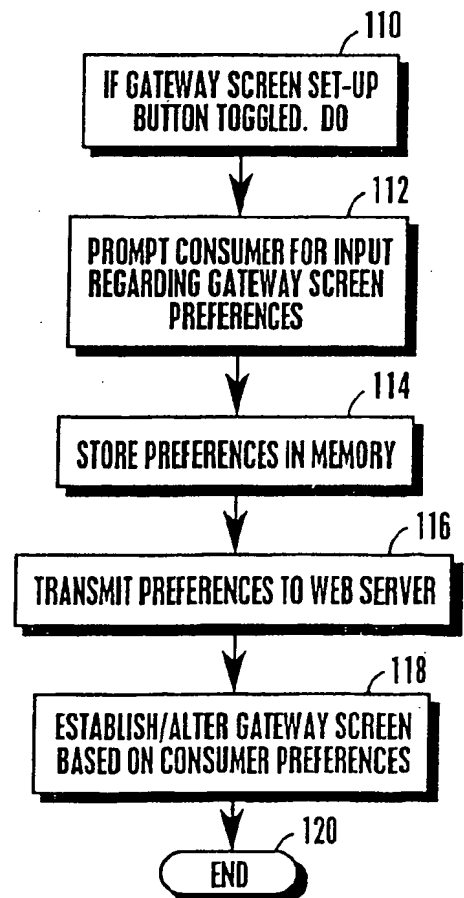 110
IF GATEWAY SCREEN SET-UP
BUTTON TOGGLED. DO
112
PROMPT CONSUMER FOR INPUT
REGARDING GATEWAY SCREEN
PREFERENCES
114
STORE PREFERENCES IN MEMORY
116
TRANSMIT PREFERENCES TO WEB SERVER
118
ESTABLISH/ALTER GATEWAY SCREEN
BASED ON CONSUMER PREFERENCES
120
END